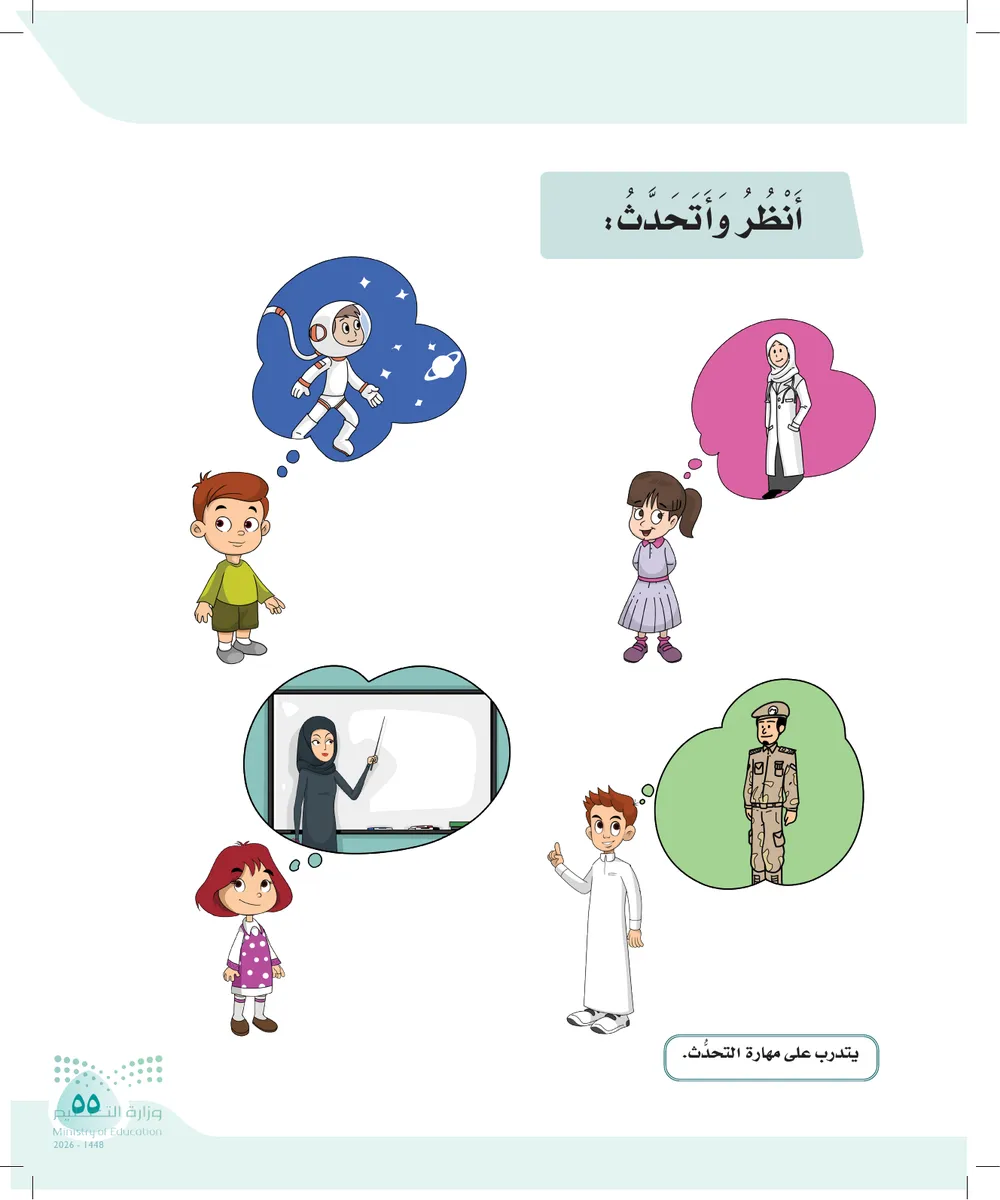 أَنْظُرُ وَأَتَحَدَّثُ:
يتدرب على مهارة التحدُّث.
٥٥
وزارة التعليم
Ministry of Education
2026 - 1448